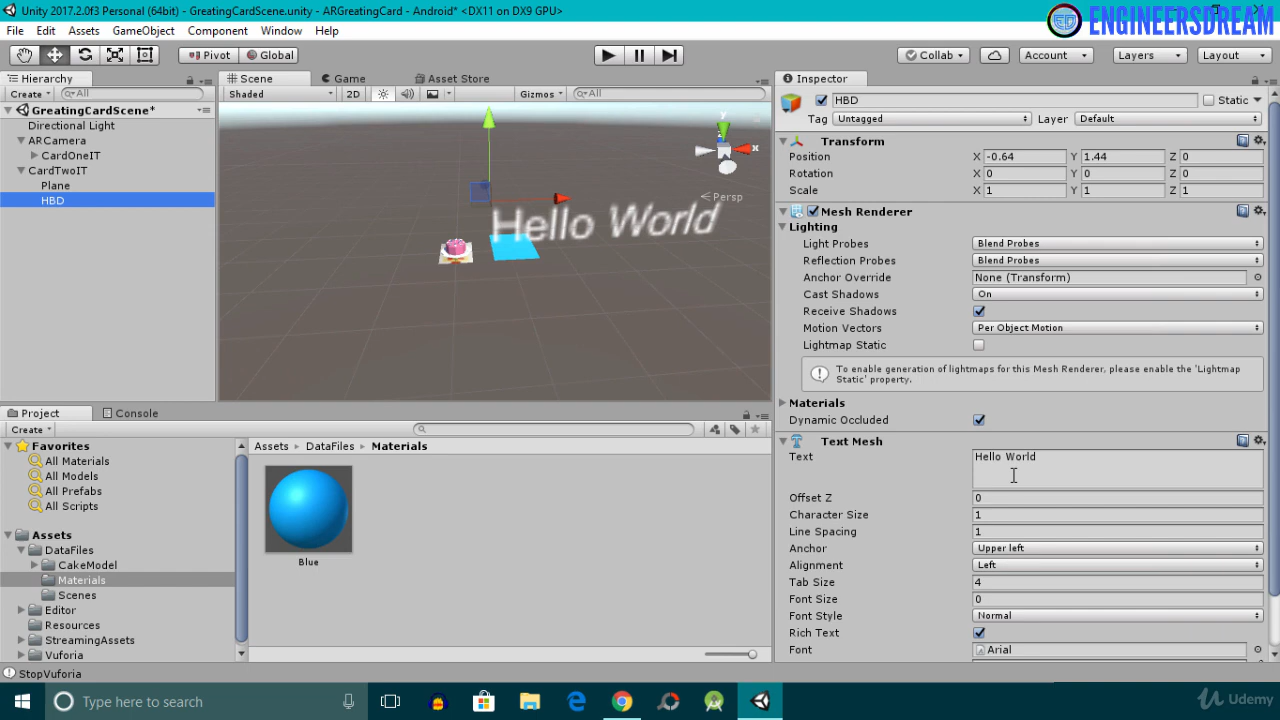 Unity 2017.2.0f3 Personal (64bit) - GreatingCardScene.unity - ARGreatingCard - Android* <DX11 on DX9 GPU>
ENGINEERSDREAM
File Edit Assets GameObject Component Window Help
Pivot Global Collab Account Layers Layout
Hierarchy Scene Game Asset Store Inspector
Create All Shaded 2D Gizmos All
HBD Static
GreatingCardScene*
Tag Untagged Layer Default
Directional Light
ARCamera
CardOneIT
CardTwoIT
Plane
HBD
y
x
Persp
Hello World
Transform
Position X -0.64 Y 1.44 Z 0
Rotation X 0 Y 0 Z 0
Scale X 1 Y 1 Z 1
Mesh Renderer
Lighting
Light Probes Blend Probes
Reflection Probes Blend Probes
Anchor Override None (Transform)
Cast Shadows On
Receive Shadows
Motion Vectors Per Object Motion
Lightmap Static
To enable generation of lightmaps for this Mesh Renderer, please enable the 'Lightmap
Static' property.
Materials
Dynamic Occluded
Text Mesh
Text Hello World
Offset Z 0
Character Size 1
Line Spacing 1
Anchor Upper left
Alignment Left
Tab Size 4
Font Size 0
Font Style Normal
Rich Text
Font Arial
Project Console
Create
Favorites
All Materials
All Models
All Prefabs
All Scripts
Assets
DataFiles
CakeModel
Materials
Scenes
Editor
Resources
StreamingAssets
Vuforia
Assets DataFiles Materials
Blue
StopVuforia
Type here to search
Udemy